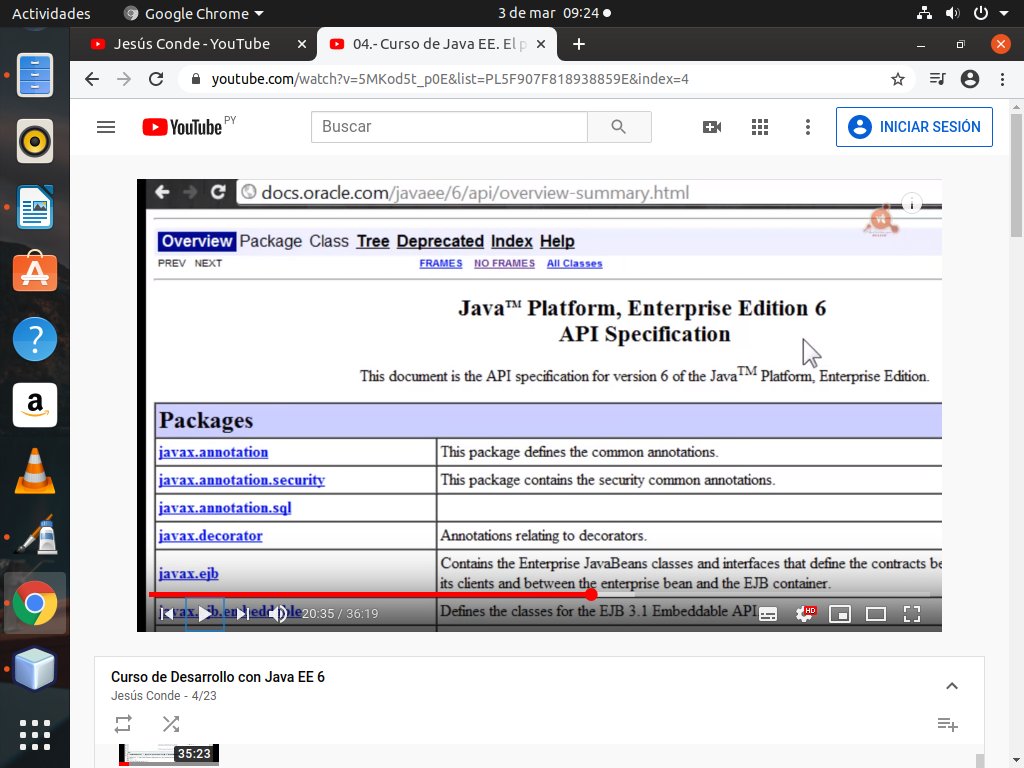 Actividades Google Chrome 3 de mar 09:24
Jesús Conde - YouTube 04.- Curso de Java EE. El p
youtube.com/watch?v=5MKod5t_p0E&list=PL5F907F818938859E&index=4
YouTube PY Buscar INICIAR SESIÓN
docs.oracle.com/javaee/6/api/overview-summary.html
Overview Package Class Tree Deprecated Index Help
PREV NEXT FRAMES NO FRAMES All Classes
Java™ Platform, Enterprise Edition 6
API Specification
This document is the API specification for version 6 of the Java™ Platform, Enterprise Edition.
Packages
javax.annotation This package defines the common annotations.
javax.annotation.security This package contains the security common annotations.
javax.annotation.sql
javax.decorator Annotations relating to decorators.
javax.ejb Contains the Enterprise JavaBeans classes and interfaces that define the contracts be
its clients and between the enterprise bean and the EJB container.
javax.ejb.embeddable Defines the classes for the EJB 3.1 Embeddable API
20:35 / 36:19 HD
Curso de Desarrollo con Java EE 6
Jesús Conde - 4/23
35:23